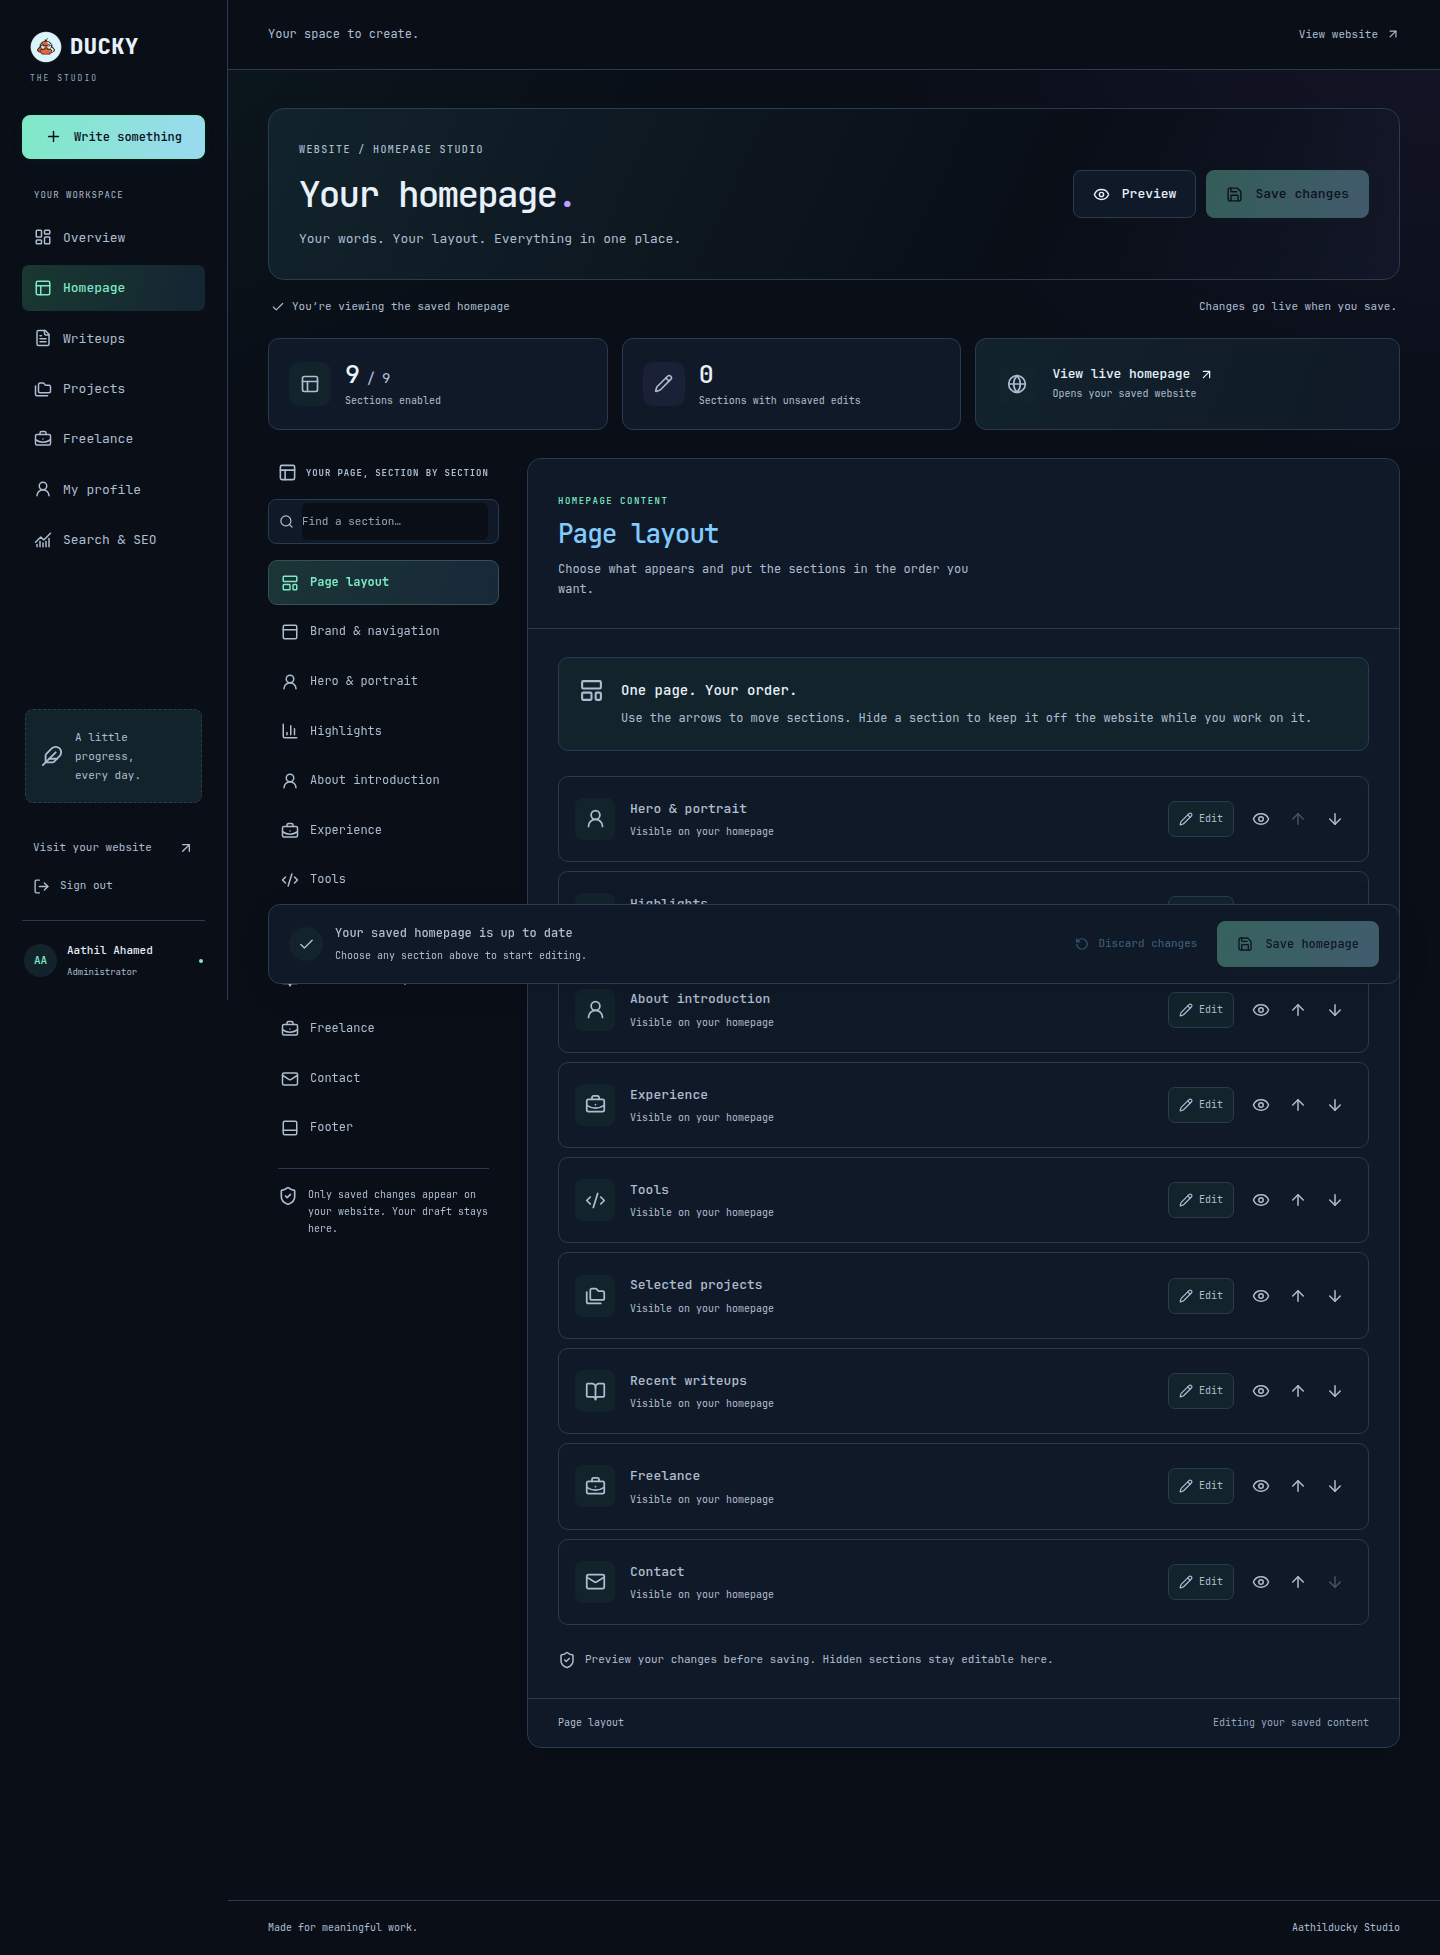 DUCKY
THE STUDIO
Write something
YOUR WORKSPACE
Overview
Homepage
Writeups
Projects
Freelance
My profile
Search & SEO
A little
progress,
every day.
Visit your website
Sign out
AA
Aathil Ahamed
Administrator
Your space to create.
View website
WEBSITE / HOMEPAGE STUDIO
Your homepage.
Your words. Your layout. Everything in one place.
Preview
Save changes
You're viewing the saved homepage
Changes go live when you save.
9 / 9
Sections enabled
0
Sections with unsaved edits
View live homepage
Opens your saved website
YOUR PAGE, SECTION BY SECTION
Find a section…
Page layout
Brand & navigation
Hero & portrait
Highlights
About introduction
Experience
Tools
Freelance
Contact
Footer
Only saved changes appear on
your website. Your draft stays
here.
HOMEPAGE CONTENT
Page layout
Choose what appears and put the sections in the order you
want.
One page. Your order.
Use the arrows to move sections. Hide a section to keep it off the website while you work on it.
Hero & portrait
Visible on your homepage
Edit
Highlights
Your saved homepage is up to date
Choose any section above to start editing.
Discard changes
Save homepage
About introduction
Visible on your homepage
Edit
Experience
Visible on your homepage
Edit
Tools
Visible on your homepage
Edit
Selected projects
Visible on your homepage
Edit
Recent writeups
Visible on your homepage
Edit
Freelance
Visible on your homepage
Edit
Contact
Visible on your homepage
Edit
Preview your changes before saving. Hidden sections stay editable here.
Page layout
Editing your saved content
Made for meaningful work.
Aathilducky Studio